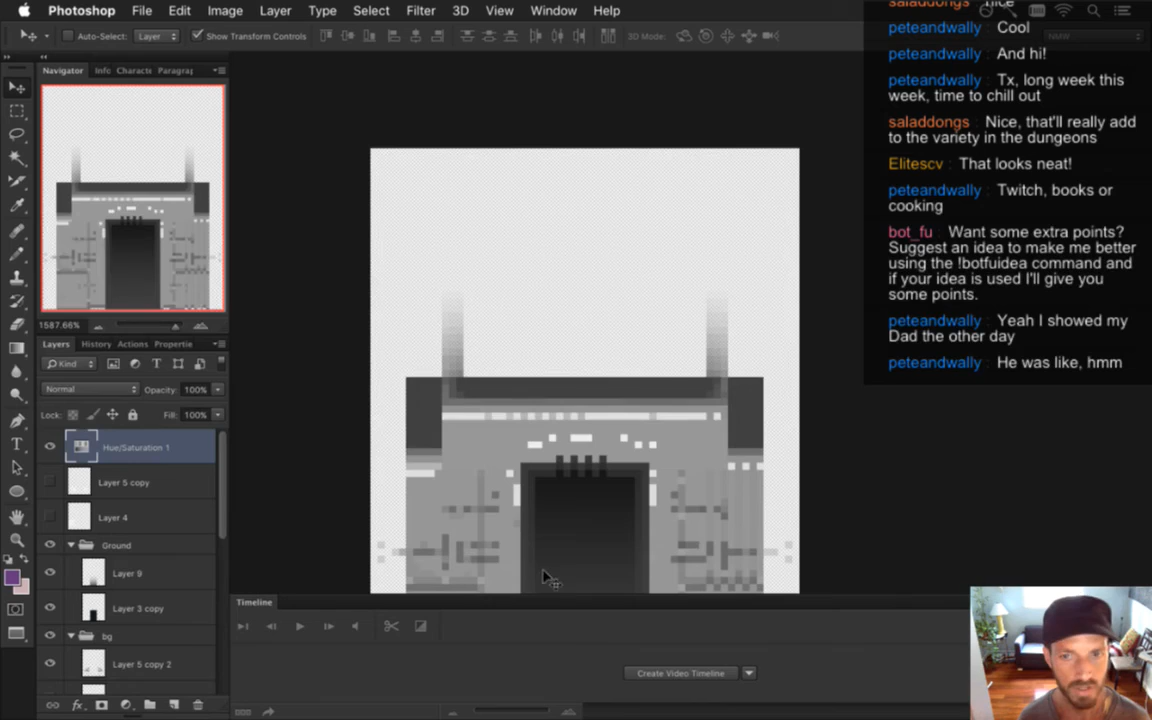 Photoshop File Edit Image Layer Type Select Filter 3D View Window Help
Auto-Select: Layer Show Transform Controls 3D Mode:
Navigator Info Characte Paragraph
1587.66%
Layers History Actions Propertie
Kind
Normal Opacity: 100%
Lock: Fill: 100%
Hue/Saturation 1
Layer 5 copy
Layer 4
Ground
Layer 9
Layer 3 copy
bg
Layer 5 copy 2
Timeline
Create Video Timeline
saladdongs nice
peteandwally : Cool
peteandwally : And hi!
peteandwally : Tx, long week this
week, time to chill out
saladdongs : Nice, that'll really add
to the variety in the dungeons
Elitescv : That looks neat!
peteandwally : Twitch, books or
cooking
bot_fu : Want some extra points?
Suggest an idea to make me better
using the !botfuidea command and
if your idea is used I'll give you
some points.
peteandwally : Yeah I showed my
Dad the other day
peteandwally : He was like, hmm